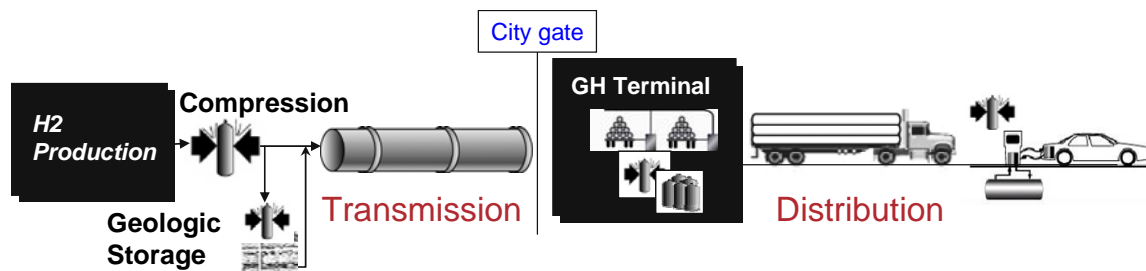 City gate
H2
Production
Compression
Geologic
Storage
Transmission
GH Terminal
Distribution